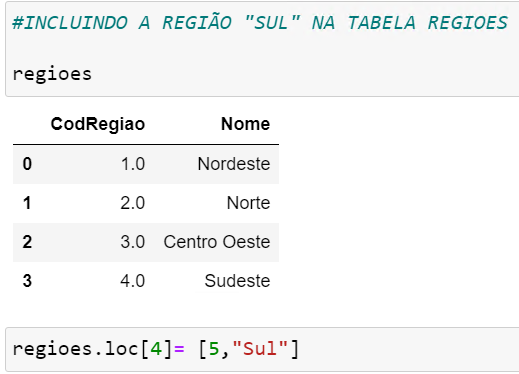 #INCLUINDO A REGIÃO "SUL" NA TABELA REGIOES
regioes
CodRegiao Nome
0 1.0 Nordeste
1 2.0 Norte
2 3.0 Centro Oeste
3 4.0 Sudeste
regioes.loc[4]= [5,"Sul"]